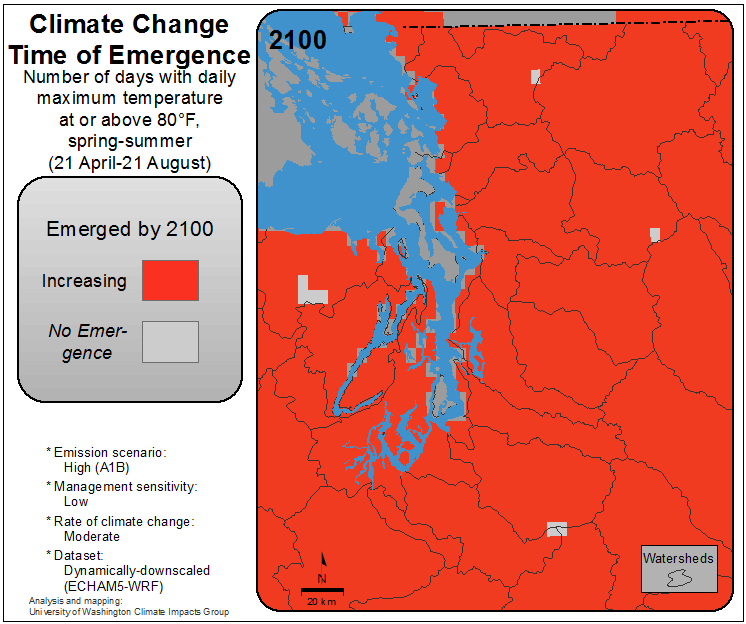 Climate Change
Time of Emergence
Number of days with daily
maximum temperature
at or above 80°F,
spring-summer
(21 April-21 August)
Emerged by 2100
Increasing
No Emer-
gence
* Emission scenario:
High (A1B)
* Management sensitivity:
Low
* Rate of climate change:
Moderate
* Dataset:
Dynamically-downscaled
(ECHAM5-WRF)
Analysis and mapping:
University of Washington Climate Impacts Group
2100
N
20 km
Watersheds